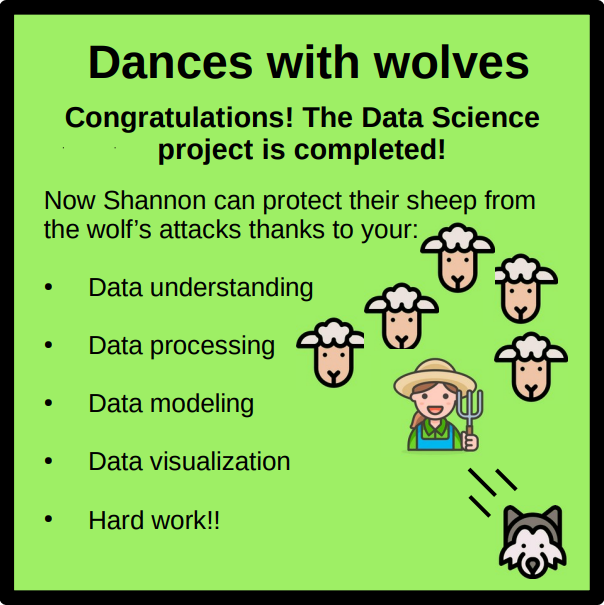 Dances with wolves
Congratulations! The Data Science
project is completed!
Now Shannon can protect their sheep from
the wolf’s attacks thanks to your:
• Data understanding
• Data processing
• Data modeling
• Data visualization
• Hard work!!